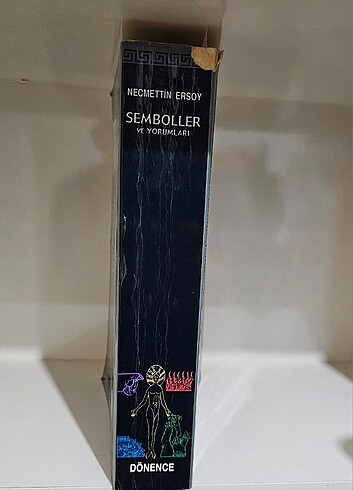 NECMETTİN ERSOY
SEMBOLLER
VE YORUMLARI
DÖNENCE